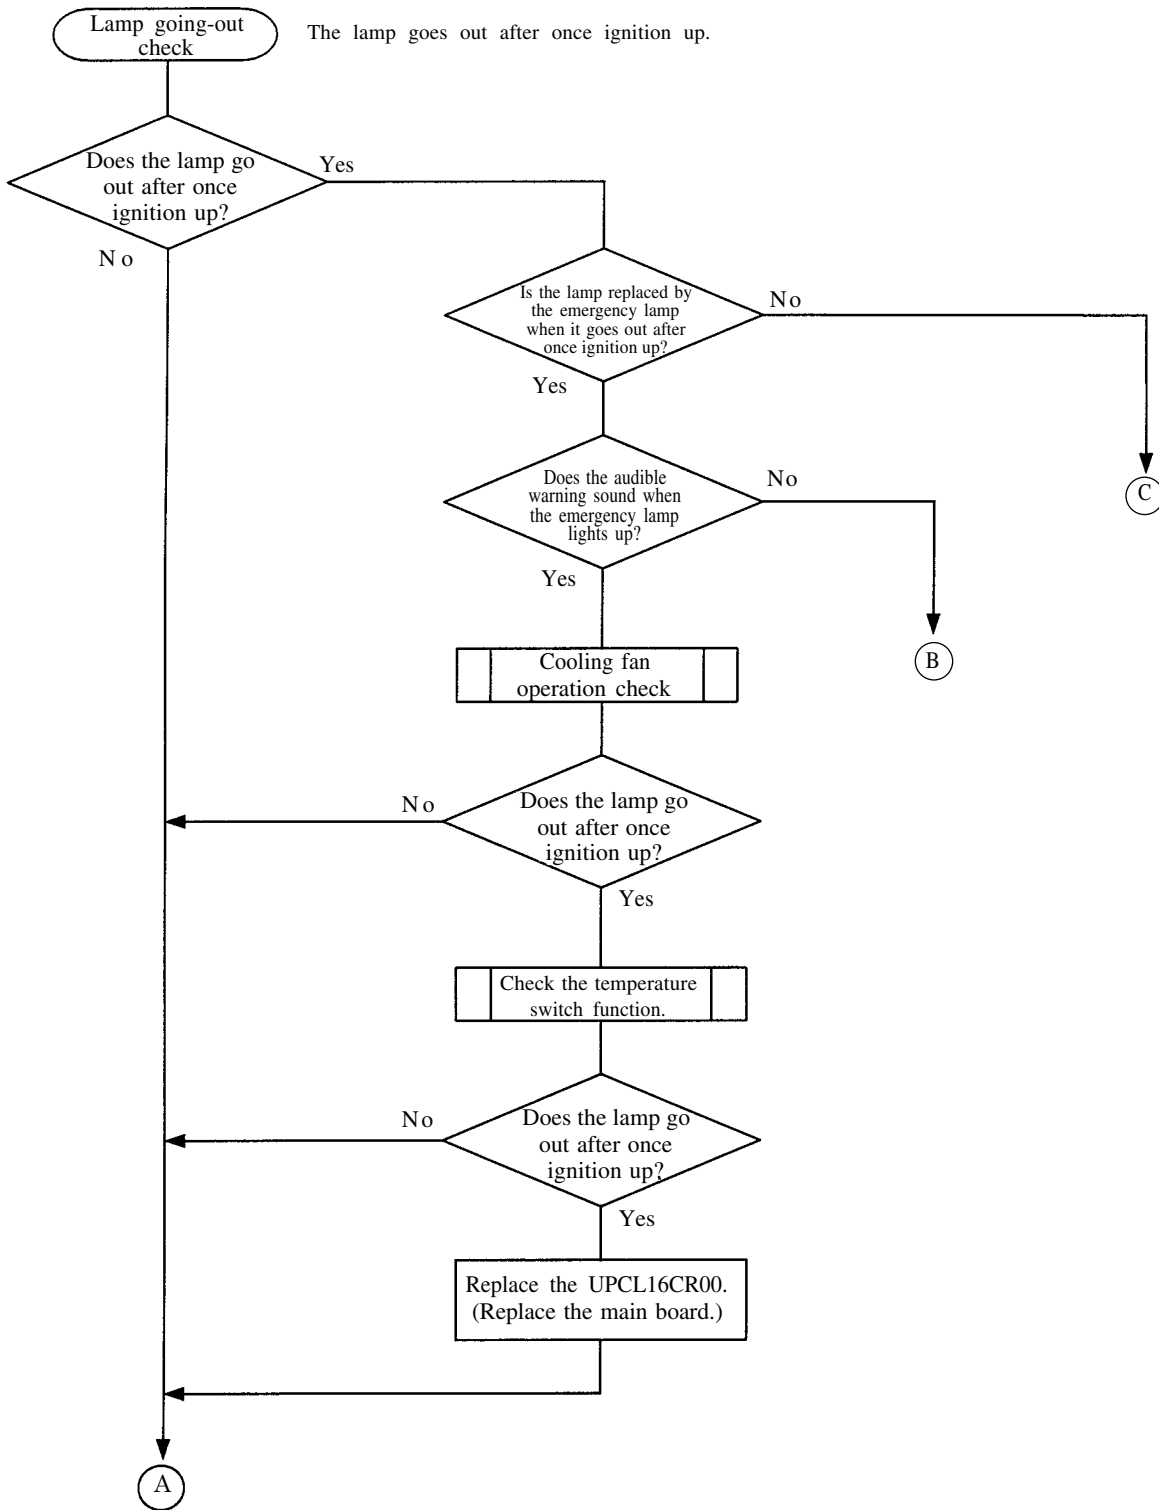 Lamp going-out
check
The lamp goes out after once ignition up.
Does the lamp go
out after once
ignition up?
Yes
No
Is the lamp replaced by
the emergency lamp
when it goes out after
once ignition up?
No
Yes
Does the audible
warning sound when
the emergency lamp
lights up?
No
C
Yes
B
Cooling fan
operation check
No
Does the lamp go
out after once
ignition up?
Yes
Check the temperature
switch function.
No
Does the lamp go
out after once
ignition up?
Yes
Replace the UPCL16CR00.
(Replace the main board.)
A